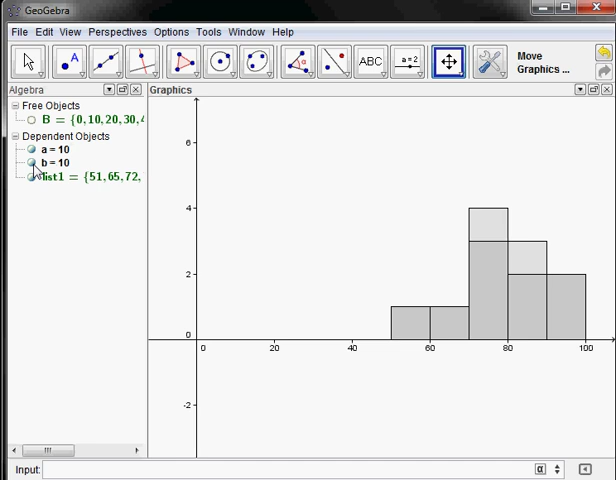 GeoGebra
File Edit View Perspectives Options Tools Window Help
A
α
ABC
a = 2
Move
Graphics ...
Algebra
Graphics
Free Objects
B = {0,10,20,30,4
Dependent Objects
a = 10
b = 10
list1 = {51,65,72,
6
4
2
0
-2
0 20 40 60 80 100
Input:
α